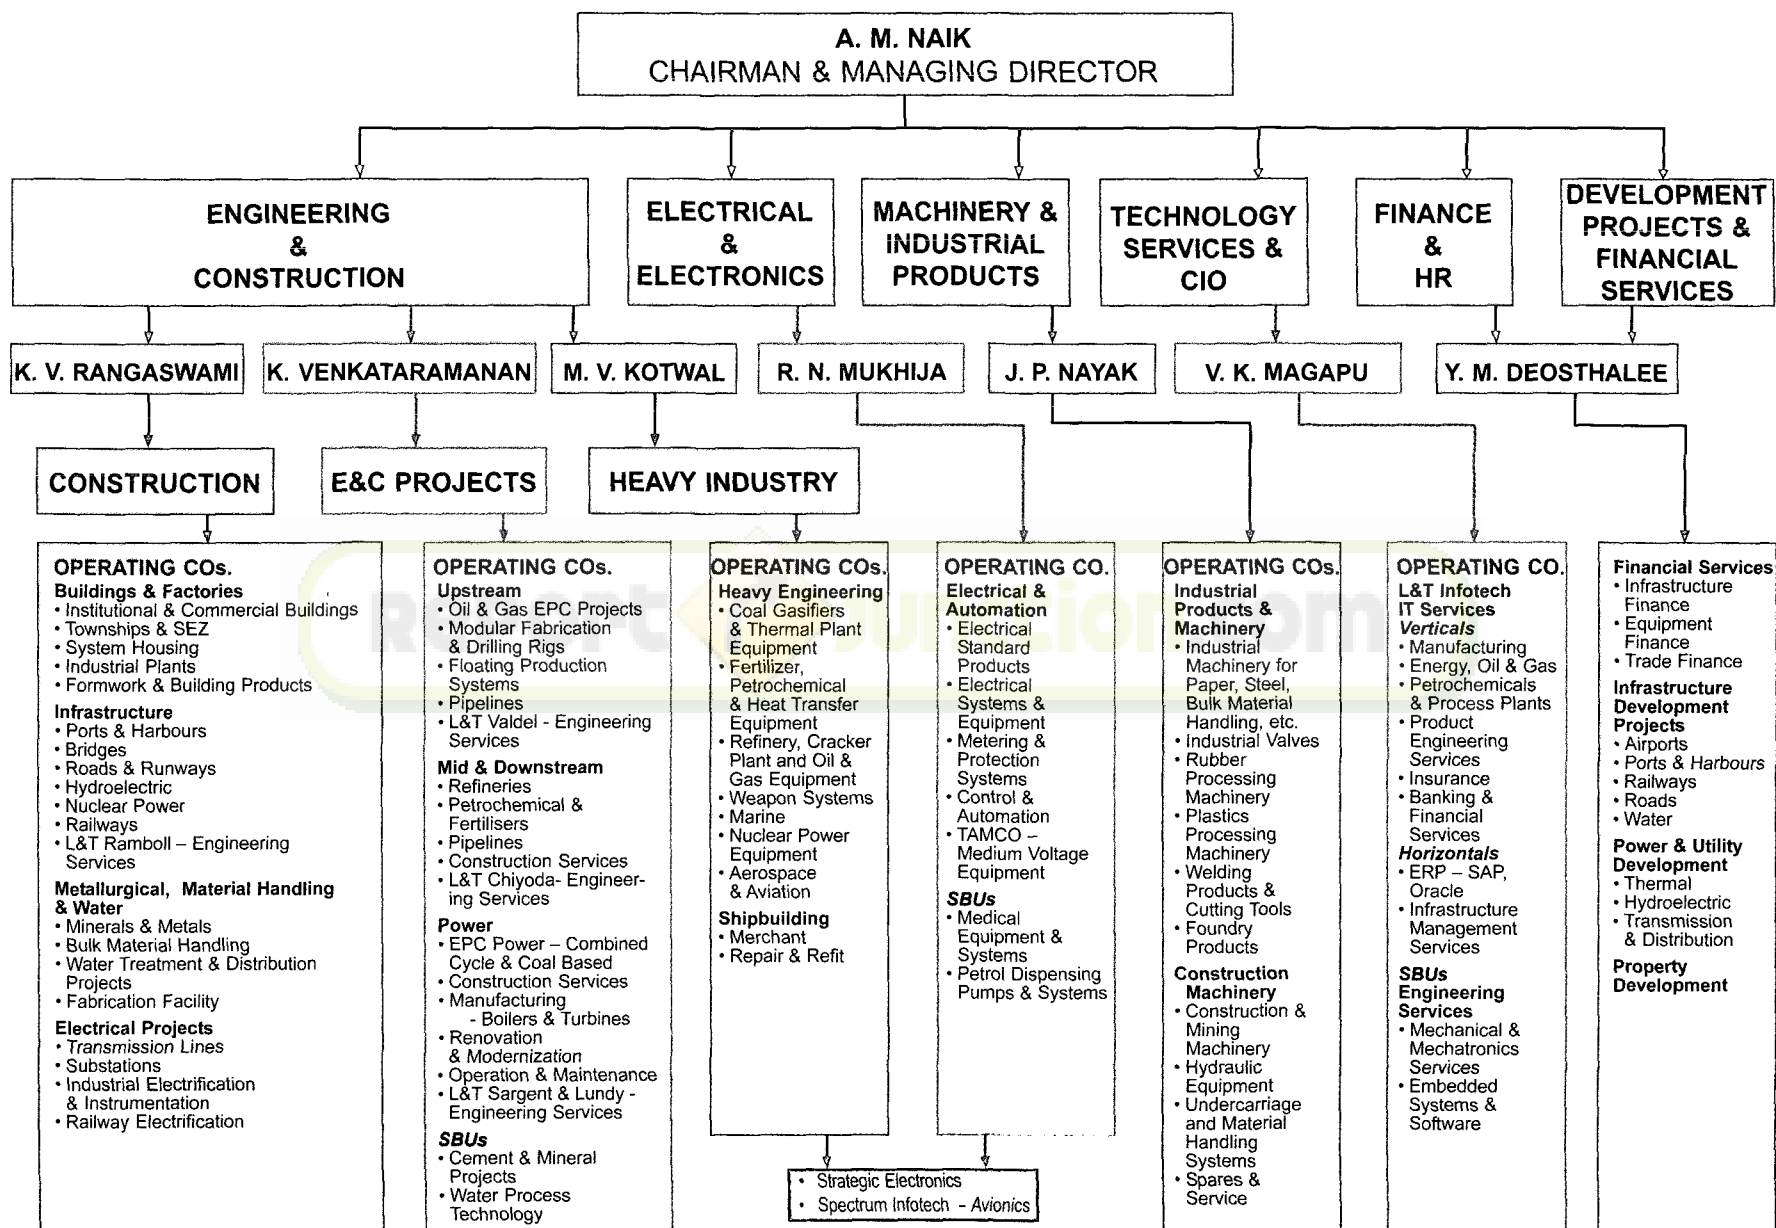 A. M. NAIK
CHAIRMAN & MANAGING DIRECTOR
ENGINEERING
&
CONSTRUCTION
ELECTRICAL
&
ELECTRONICS
MACHINERY &
INDUSTRIAL
PRODUCTS
TECHNOLOGY
SERVICES &
CIO
FINANCE
&
HR
DEVELOPMENT
PROJECTS &
FINANCIAL
SERVICES
K. V. RANGASWAMI
K. VENKATARAMANAN
M. V. KOTWAL
R. N. MUKHIJA
J. P. NAYAK
V. K. MAGAPU
Y. M. DEOSTHALEE
CONSTRUCTION
E&C PROJECTS
HEAVY INDUSTRY
OPERATING COs.
Buildings & Factories
• Institutional & Commercial Buildings
• Townships & SEZ
• System Housing
• Industrial Plants
• Formwork & Building Products
Infrastructure
• Ports & Harbours
• Bridges
• Roads & Runways
• Hydroelectric
• Nuclear Power
• Railways
• L&T Ramboll – Engineering
Services
Metallurgical, Material Handling
& Water
• Minerals & Metals
• Bulk Material Handling
• Water Treatment & Distribution
Projects
• Fabrication Facility
Electrical Projects
• Transmission Lines
• Substations
• Industrial Electrification
& Instrumentation
• Railway Electrification
OPERATING COs.
Upstream
• Oil & Gas EPC Projects
• Modular Fabrication
& Drilling Rigs
• Floating Production
Systems
• Pipelines
• L&T Valdel - Engineering
Services
Mid & Downstream
• Refineries
• Petrochemical &
Fertilisers
• Pipelines
• Construction Services
• L&T Chiyoda- Engineer-
ing Services
Power
• EPC Power – Combined
Cycle & Coal Based
• Construction Services
• Manufacturing
- Boilers & Turbines
• Renovation
& Modernization
• Operation & Maintenance
• L&T Sargent & Lundy -
Engineering Services
SBUs
• Cement & Mineral
Projects
• Water Process
Technology
OPERATING COs.
Heavy Engineering
• Coal Gasifiers
& Thermal Plant
Equipment
• Fertilizer,
Petrochemical
& Heat Transfer
Equipment
• Refinery, Cracker
Plant and Oil &
Gas Equipment
• Weapon Systems
• Marine
• Nuclear Power
Equipment
• Aerospace
& Aviation
Shipbuilding
• Merchant
• Repair & Refit
OPERATING CO.
Electrical &
Automation
• Electrical
Standard
Products
• Electrical
Systems &
Equipment
• Metering &
Protection
Systems
• Control &
Automation
• TAMCO –
Medium Voltage
Equipment
SBUs
• Medical
Equipment &
Systems
• Petrol Dispensing
Pumps & Systems
• Strategic Electronics
• Spectrum Infotech - Avionics
OPERATING COs.
Industrial
Products &
Machinery
• Industrial
Machinery for
Paper, Steel,
Bulk Material
Handling, etc.
• Industrial Valves
• Rubber
Processing
Machinery
• Plastics
Processing
Machinery
• Welding
Products &
Cutting Tools
• Foundry
Products
Construction
Machinery
• Construction &
Mining
Machinery
• Hydraulic
Equipment
• Undercarriage
and Material
Handling
Systems
• Spares &
Service
OPERATING CO.
L&T Infotech
IT Services
Verticals
• Manufacturing
• Energy, Oil & Gas
• Petrochemicals
& Process Plants
• Product
Engineering
Services
• Insurance
• Banking &
Financial
Services
Horizontals
• ERP – SAP,
Oracle
• Infrastructure
Management
Services
SBUs
Engineering
Services
• Mechanical &
Mechatronics
Services
• Embedded
Systems &
Software
Financial Services
• Infrastructure
Finance
• Equipment
Finance
• Trade Finance
Infrastructure
Development
Projects
• Airports
• Ports & Harbours
• Railways
• Roads
• Water
Power & Utility
Development
• Thermal
• Hydroelectric
• Transmission
& Distribution
Property
Development